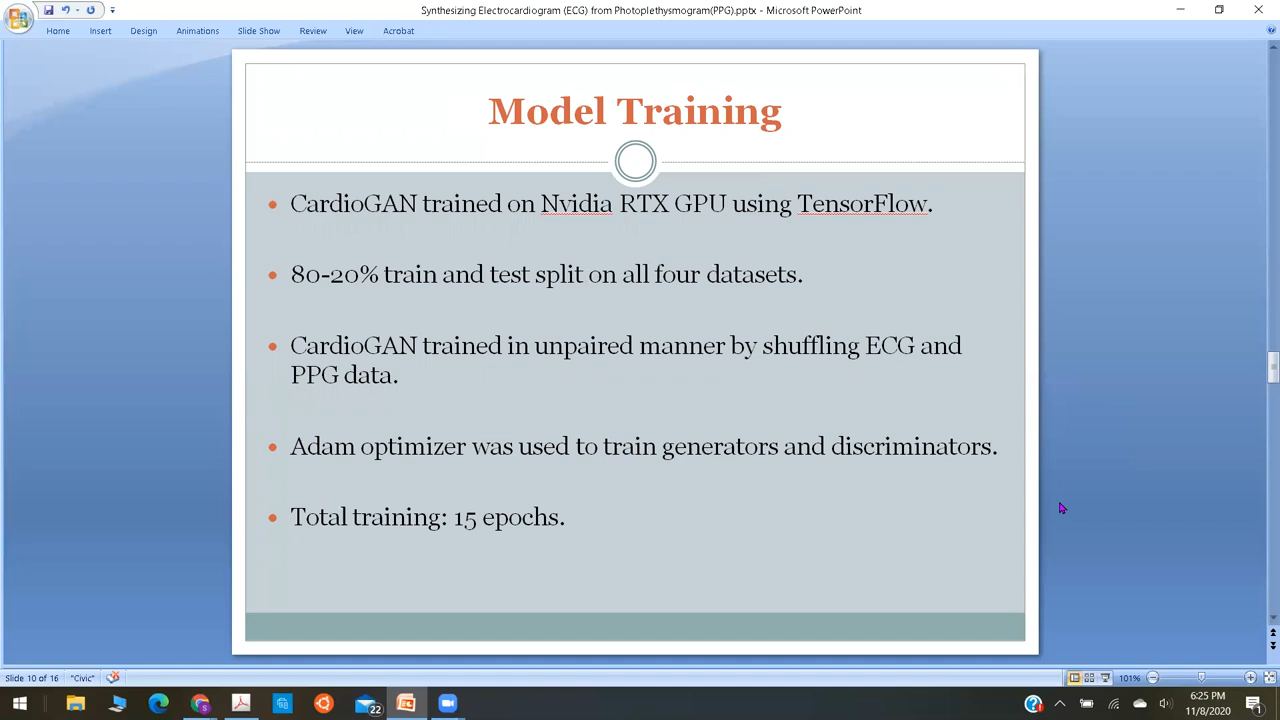 Synthesizing Electrocardiogram (ECG) from Photoplethysmogram(PPG).pptx - Microsoft PowerPoint
Home Insert Design Animations Slide Show Review View Acrobat
Model Training
CardioGAN trained on Nvidia RTX GPU using TensorFlow.
80-20% train and test split on all four datasets.
CardioGAN trained in unpaired manner by shuffling ECG and
PPG data.
Adam optimizer was used to train generators and discriminators.
Total training: 15 epochs.
Slide 10 of 16 "Civic" 101%
22
6:25 PM
11/8/2020
1